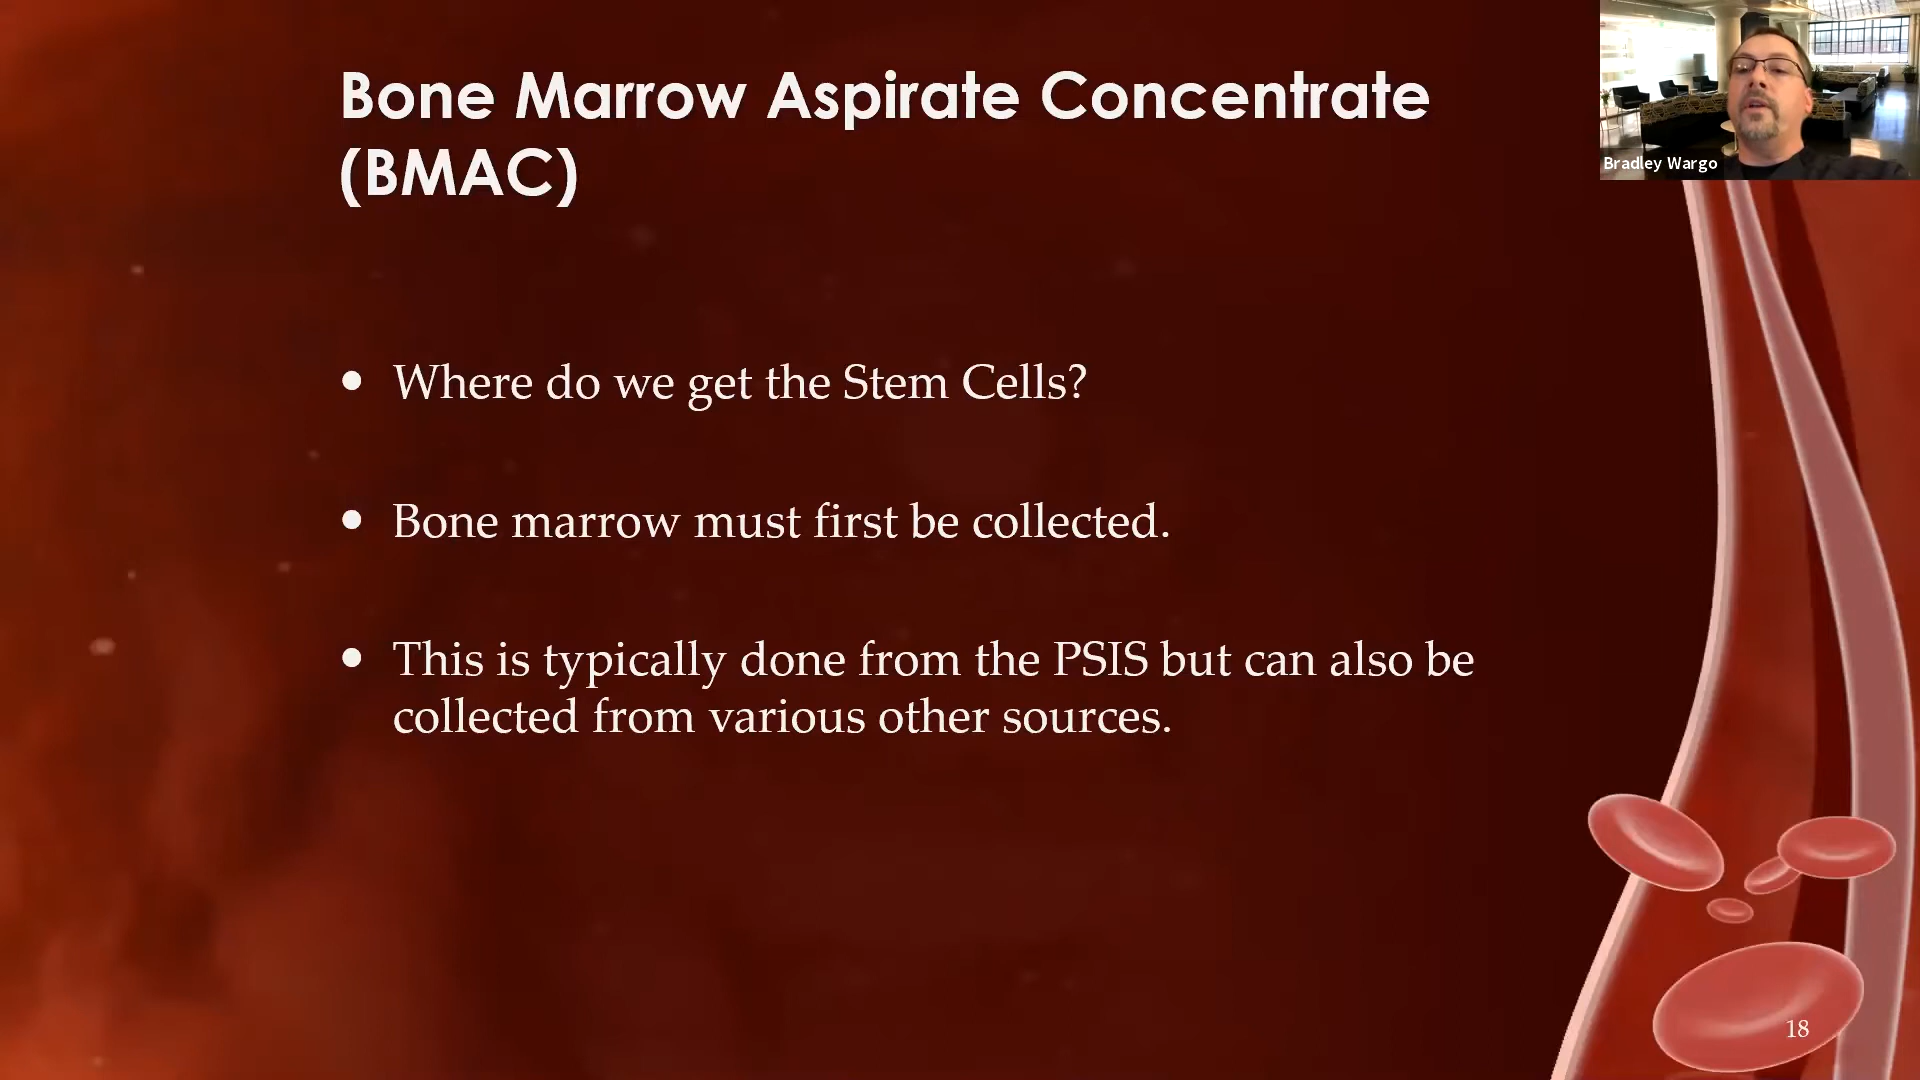 Bone Marrow Aspirate Concentrate
(BMAC)
Bradley Wargo
• Where do we get the Stem Cells?
• Bone marrow must first be collected.
• This is typically done from the PSIS but can also be
collected from various other sources.
18